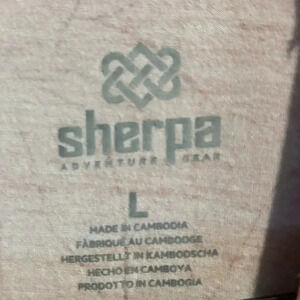 sherpa
ADVENTURE GEAR
L
MADE IN CAMBODIA
FABRIQUÉ AU CAMBODGE
HERGESTELLT IN KAMBODSCHA
HECHO EN CAMBOYA
PRODOTTO IN CAMBOGIA